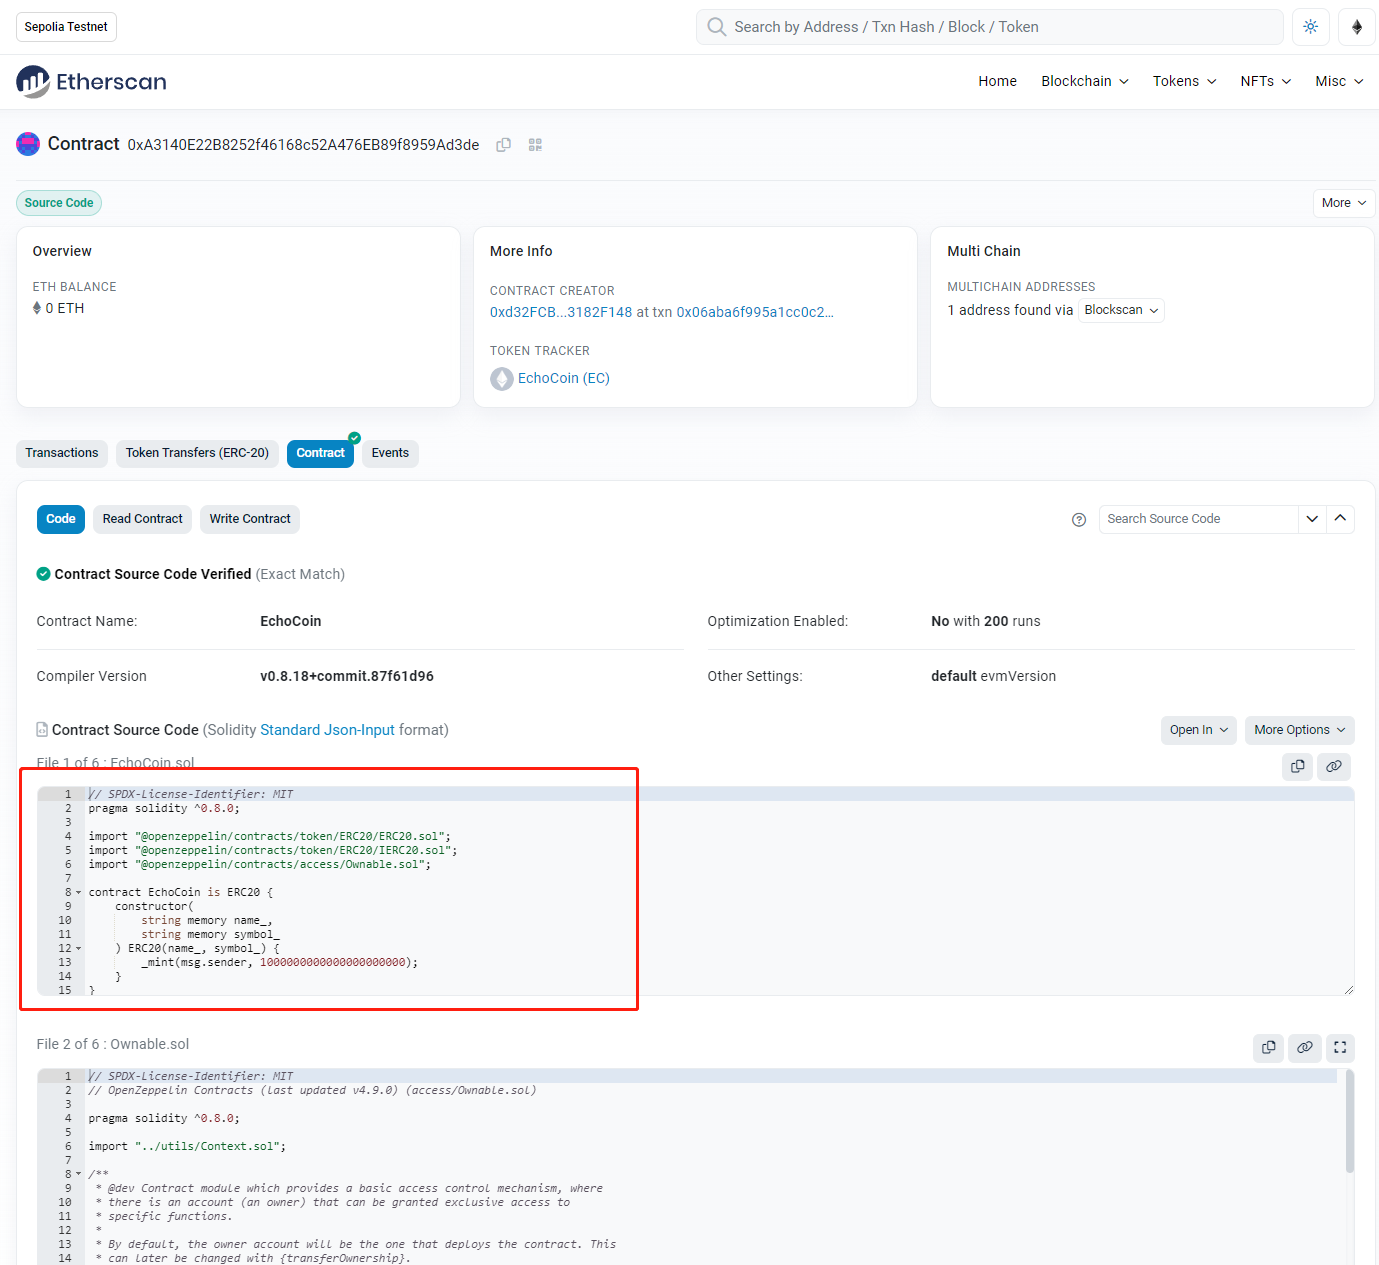 Sepolia Testnet
Search by Address / Txn Hash / Block / Token
Etherscan
Home Blockchain Tokens NFTs Misc
Contract 0xA3140E22B8252f46168c52A476EB89f8959Ad3de
Source Code
More
Overview
ETH BALANCE
0 ETH
More Info
CONTRACT CREATOR
0xd32FCB...3182F148 at txn 0x06aba6f995a1cc0c2...
TOKEN TRACKER
EchoCoin (EC)
Multi Chain
MULTICHAIN ADDRESSES
1 address found via Blockscan
Transactions Token Transfers (ERC-20) Contract Events
Code Read Contract Write Contract
Search Source Code
Contract Source Code Verified (Exact Match)
Contract Name: EchoCoin
Optimization Enabled: No with 200 runs
Compiler Version v0.8.18+commit.87f61d96
Other Settings: default evmVersion
Contract Source Code (Solidity Standard Json-Input format)
Open In More Options
File 1 of 6 : EchoCoin.sol
1 // SPDX-License-Identifier: MIT
2 pragma solidity ^0.8.0;
3
4 import "@openzeppelin/contracts/token/ERC20/ERC20.sol";
5 import "@openzeppelin/contracts/token/ERC20/IERC20.sol";
6 import "@openzeppelin/contracts/access/Ownable.sol";
7
8 contract EchoCoin is ERC20 {
9 constructor(
10 string memory name_,
11 string memory symbol_
12 ) ERC20(name_, symbol_) {
13 _mint(msg.sender, 1000000000000000000000);
14 }
15 }
File 2 of 6 : Ownable.sol
1 // SPDX-License-Identifier: MIT
2 // OpenZeppelin Contracts (last updated v4.9.0) (access/Ownable.sol)
3
4 pragma solidity ^0.8.0;
5
6 import "../utils/Context.sol";
7
8 /**
9 * @dev Contract module which provides a basic access control mechanism, where
10 * there is an account (an owner) that can be granted exclusive access to
11 * specific functions.
12 *
13 * By default, the owner account will be the one that deploys the contract. This
14 * can later be changed with {transferOwnership}.